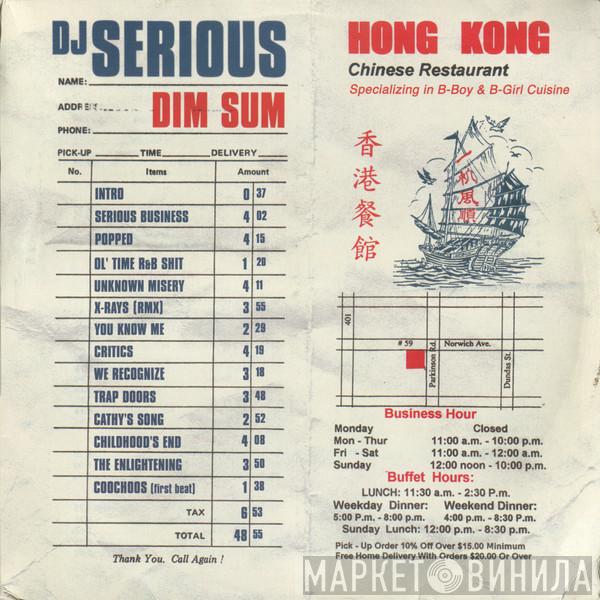 DJ SERIOUS
NAME:
ADDRES
DIM SUM
PHONE:
PICK-UP TIME DELIVERY
No. Items Amount
INTRO 0 37
SERIOUS BUSINESS 4 02
POPPED 4 15
OL' TIME R&B SHIT 1 20
UNKNOWN MISERY 4 11
X-RAYS (RMX) 3 55
YOU KNOW ME 2 29
CRITICS 4 19
WE RECOGNIZE 3 18
TRAP DOORS 3 48
CATHY'S SONG 2 52
CHILDHOOD'S END 4 08
THE ENLIGHTENING 3 50
COOCHOOS (first beat) 1 38
TAX 6 53
TOTAL 48 55
Thank You. Call Again !
HONG KONG
Chinese Restaurant
Specializing in B-Boy & B-Girl Cuisine
香港餐館
一帆風順
401
# 59 Norwich Ave.
Parkinson Rd.
Dundas St.
Business Hour
Monday Closed
Mon - Thur 11:00 a.m. - 10:00 p.m.
Fri - Sat 11:00 a.m. - 12:00 a.m.
Sunday 12:00 noon - 10:00 p.m.
Buffet Hours:
LUNCH: 11:30 a.m. - 2:30 P.m.
Weekday Dinner: Weekend Dinner:
5:00 P.m. - 8:00 p.m. 4:00 p.m. - 8:30 P.m.
Sunday Lunch: 12:00 p.m. - 8:30 p.m.
Pick - Up Order 10% Off Over $15.00 Minimum
Free Home Delivery With Orders $20.00 Or Over
МАРКЕТ ВИНИЛА